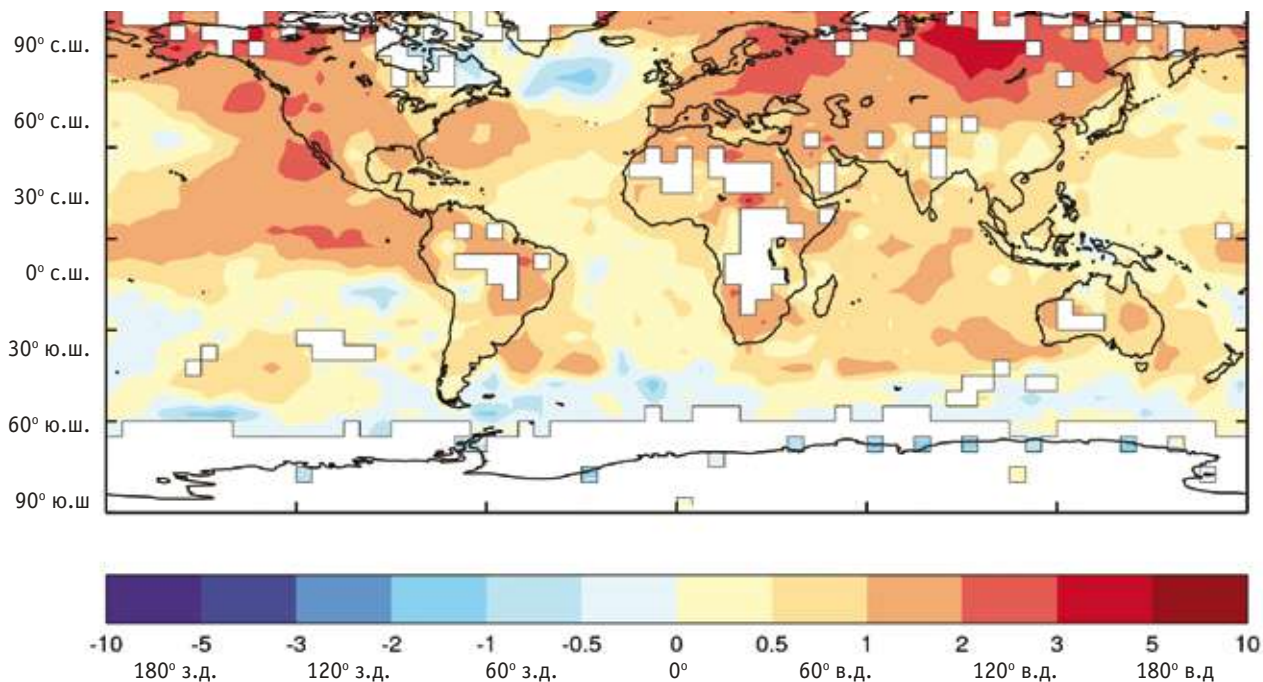 90° с.ш.
60° с.ш.
30° с.ш.
0° с.ш.
30° ю.ш.
60° ю.ш.
90° ю.ш
-10 -5 -3 -2 -1 -0.5 0 0.5 1 2 3 5 10
180° з.д. 120° з.д. 60° з.д. 0° 60° в.д. 120° в.д. 180° в.д